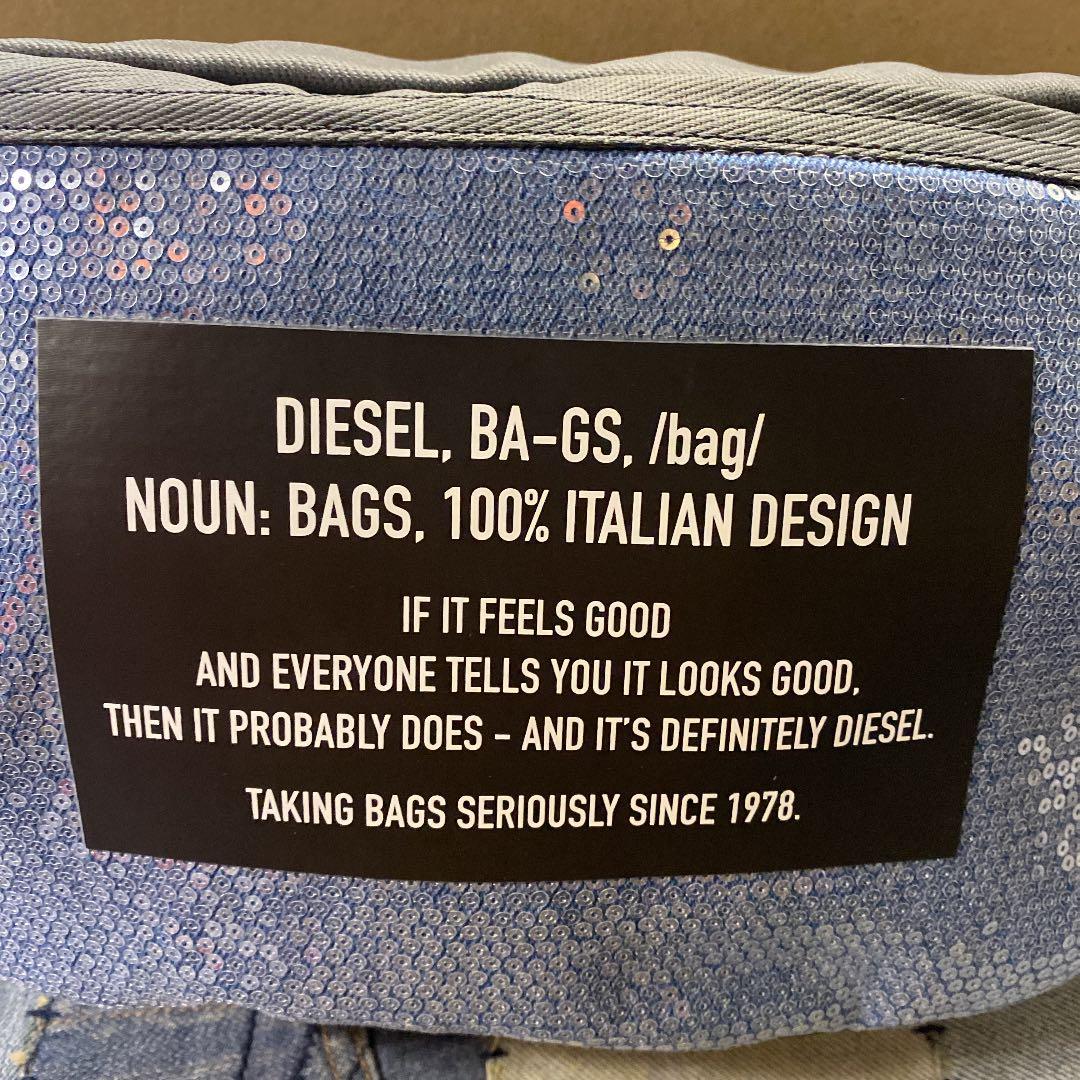 DIESEL, BA-GS, /bag/
NOUN: BAGS, 100% ITALIAN DESIGN
IF IT FEELS GOOD
AND EVERYONE TELLS YOU IT LOOKS GOOD,
THEN IT PROBABLY DOES - AND IT'S DEFINITELY DIESEL.
TAKING BAGS SERIOUSLY SINCE 1978.